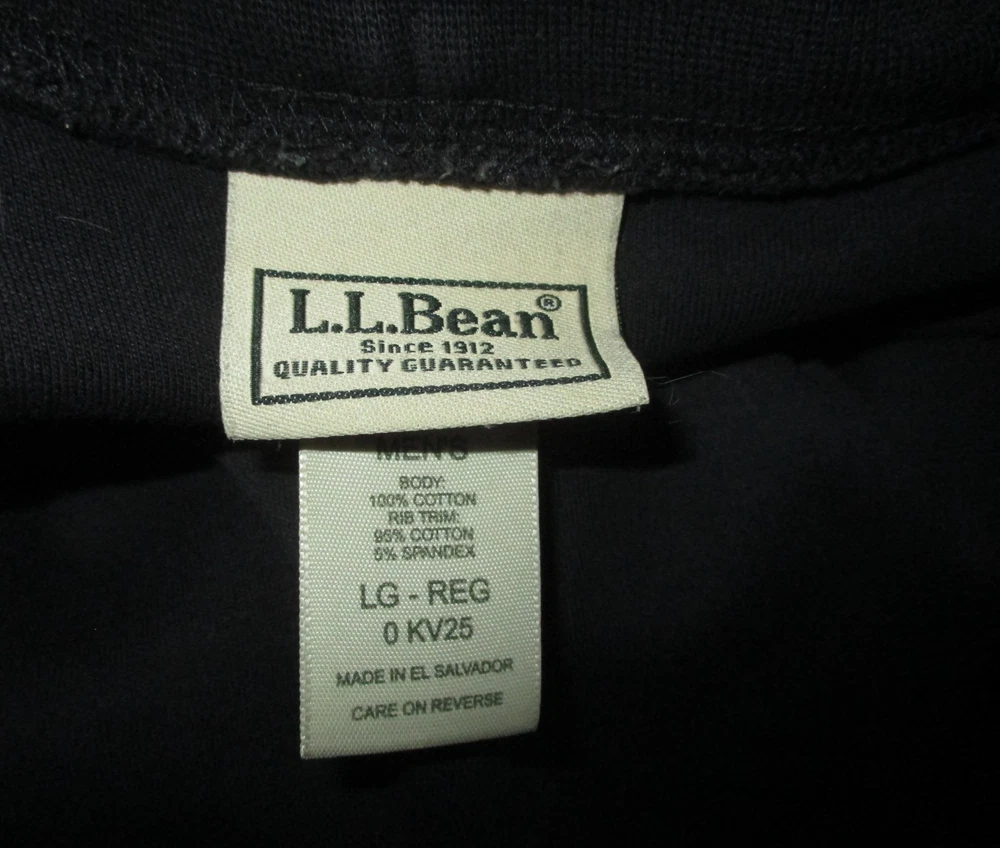 L.L.Bean®
Since 1912
QUALITY GUARANTEED
MEN'S
BODY:
100% COTTON
RIB TRIM:
95% COTTON
5% SPANDEX
LG - REG
0 KV25
MADE IN EL SALVADOR
CARE ON REVERSE